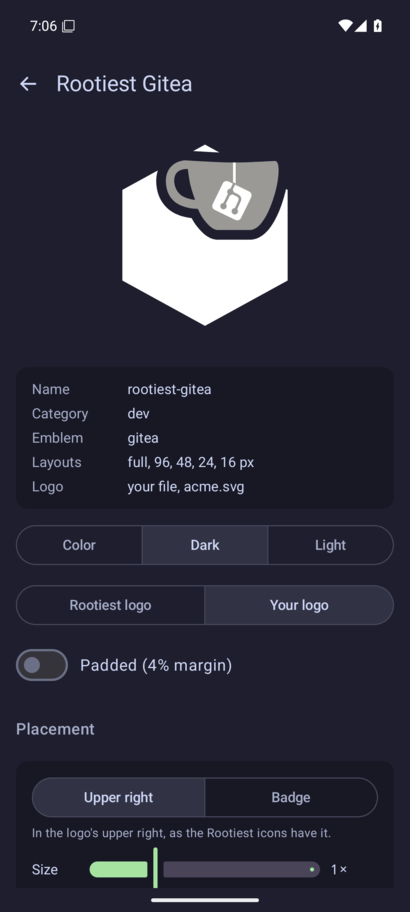 7:06
Rootiest Gitea
Name rootiest-gitea
Category dev
Emblem gitea
Layouts full, 96, 48, 24, 16 px
Logo your file, acme.svg
Color Dark Light
Rootiest logo Your logo
Padded (4% margin)
Placement
Upper right Badge
In the logo's upper right, as the Rootiest icons have it.
Size 1×